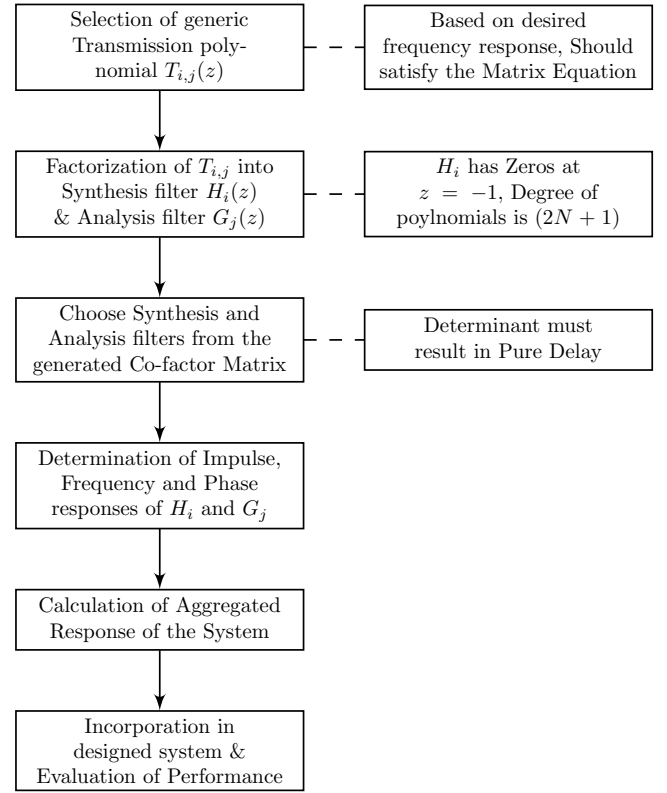 Selection of generic
Transmission poly-
nomial $T_{i,j}(z)$
Based on desired
frequency response, Should
satisfy the Matrix Equation
Factorization of $T_{i,j}$ into
Synthesis filter $H_i(z)$
& Analysis filter $G_j(z)$
$H_i$ has Zeros at
$z = -1$, Degree of
poylnomials is $(2N + 1)$
Choose Synthesis and
Analysis filters from the
generated Co-factor Matrix
Determinant must
result in Pure Delay
Determination of Impulse,
Frequency and Phase
responses of $H_i$ and $G_j$
Calculation of Aggregated
Response of the System
Incorporation in
designed system &
Evaluation of Performance